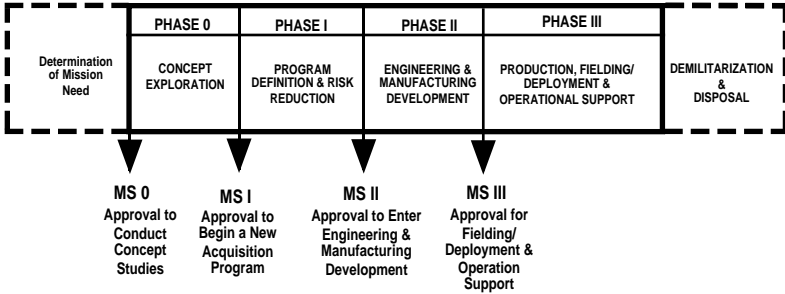 PHASE 0
PHASE I
PHASE II
PHASE III
Determination
of Mission
Need
CONCEPT
EXPLORATION
PROGRAM
DEFINITION & RISK
REDUCTION
ENGINEERING &
MANUFACTURING
DEVELOPMENT
PRODUCTION, FIELDING/
DEPLOYMENT &
OPERATIONAL SUPPORT
DEMILITARIZATION
&
DISPOSAL
MS 0
Approval to
Conduct
Concept
Studies
MS I
Approval to
Begin a New
Acquisition
Program
MS II
Approval to Enter
Engineering &
Manufacturing
Development
MS III
Approval for
Fielding/
Deployment &
Operation
Support